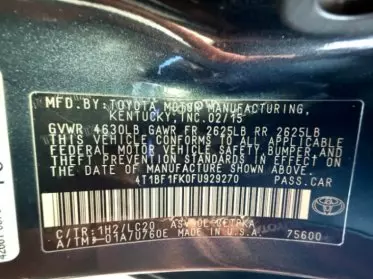 MFD.BY: TOYOTA MOTOR MANUFACTURING,
KENTUCKY, INC. 02/15
GVWR 4630LB GAWR FR 2625LB RR 2625LB
THIS VEHICLE CONFORMS TO ALL APPLICABLE
FEDERAL MOTOR VEHICLE SAFETY, BUMPER, AND
THEFT PREVENTION STANDARDS IN EFFECT ON
THE DATE OF MANUFACTURE SHOWN ABOVE.
4T1BF1FK0FU929270 PASS.CAR
C/TR: 1H2/LC20
A/TM: -01A/U760E MADE IN U.S.A. 75600